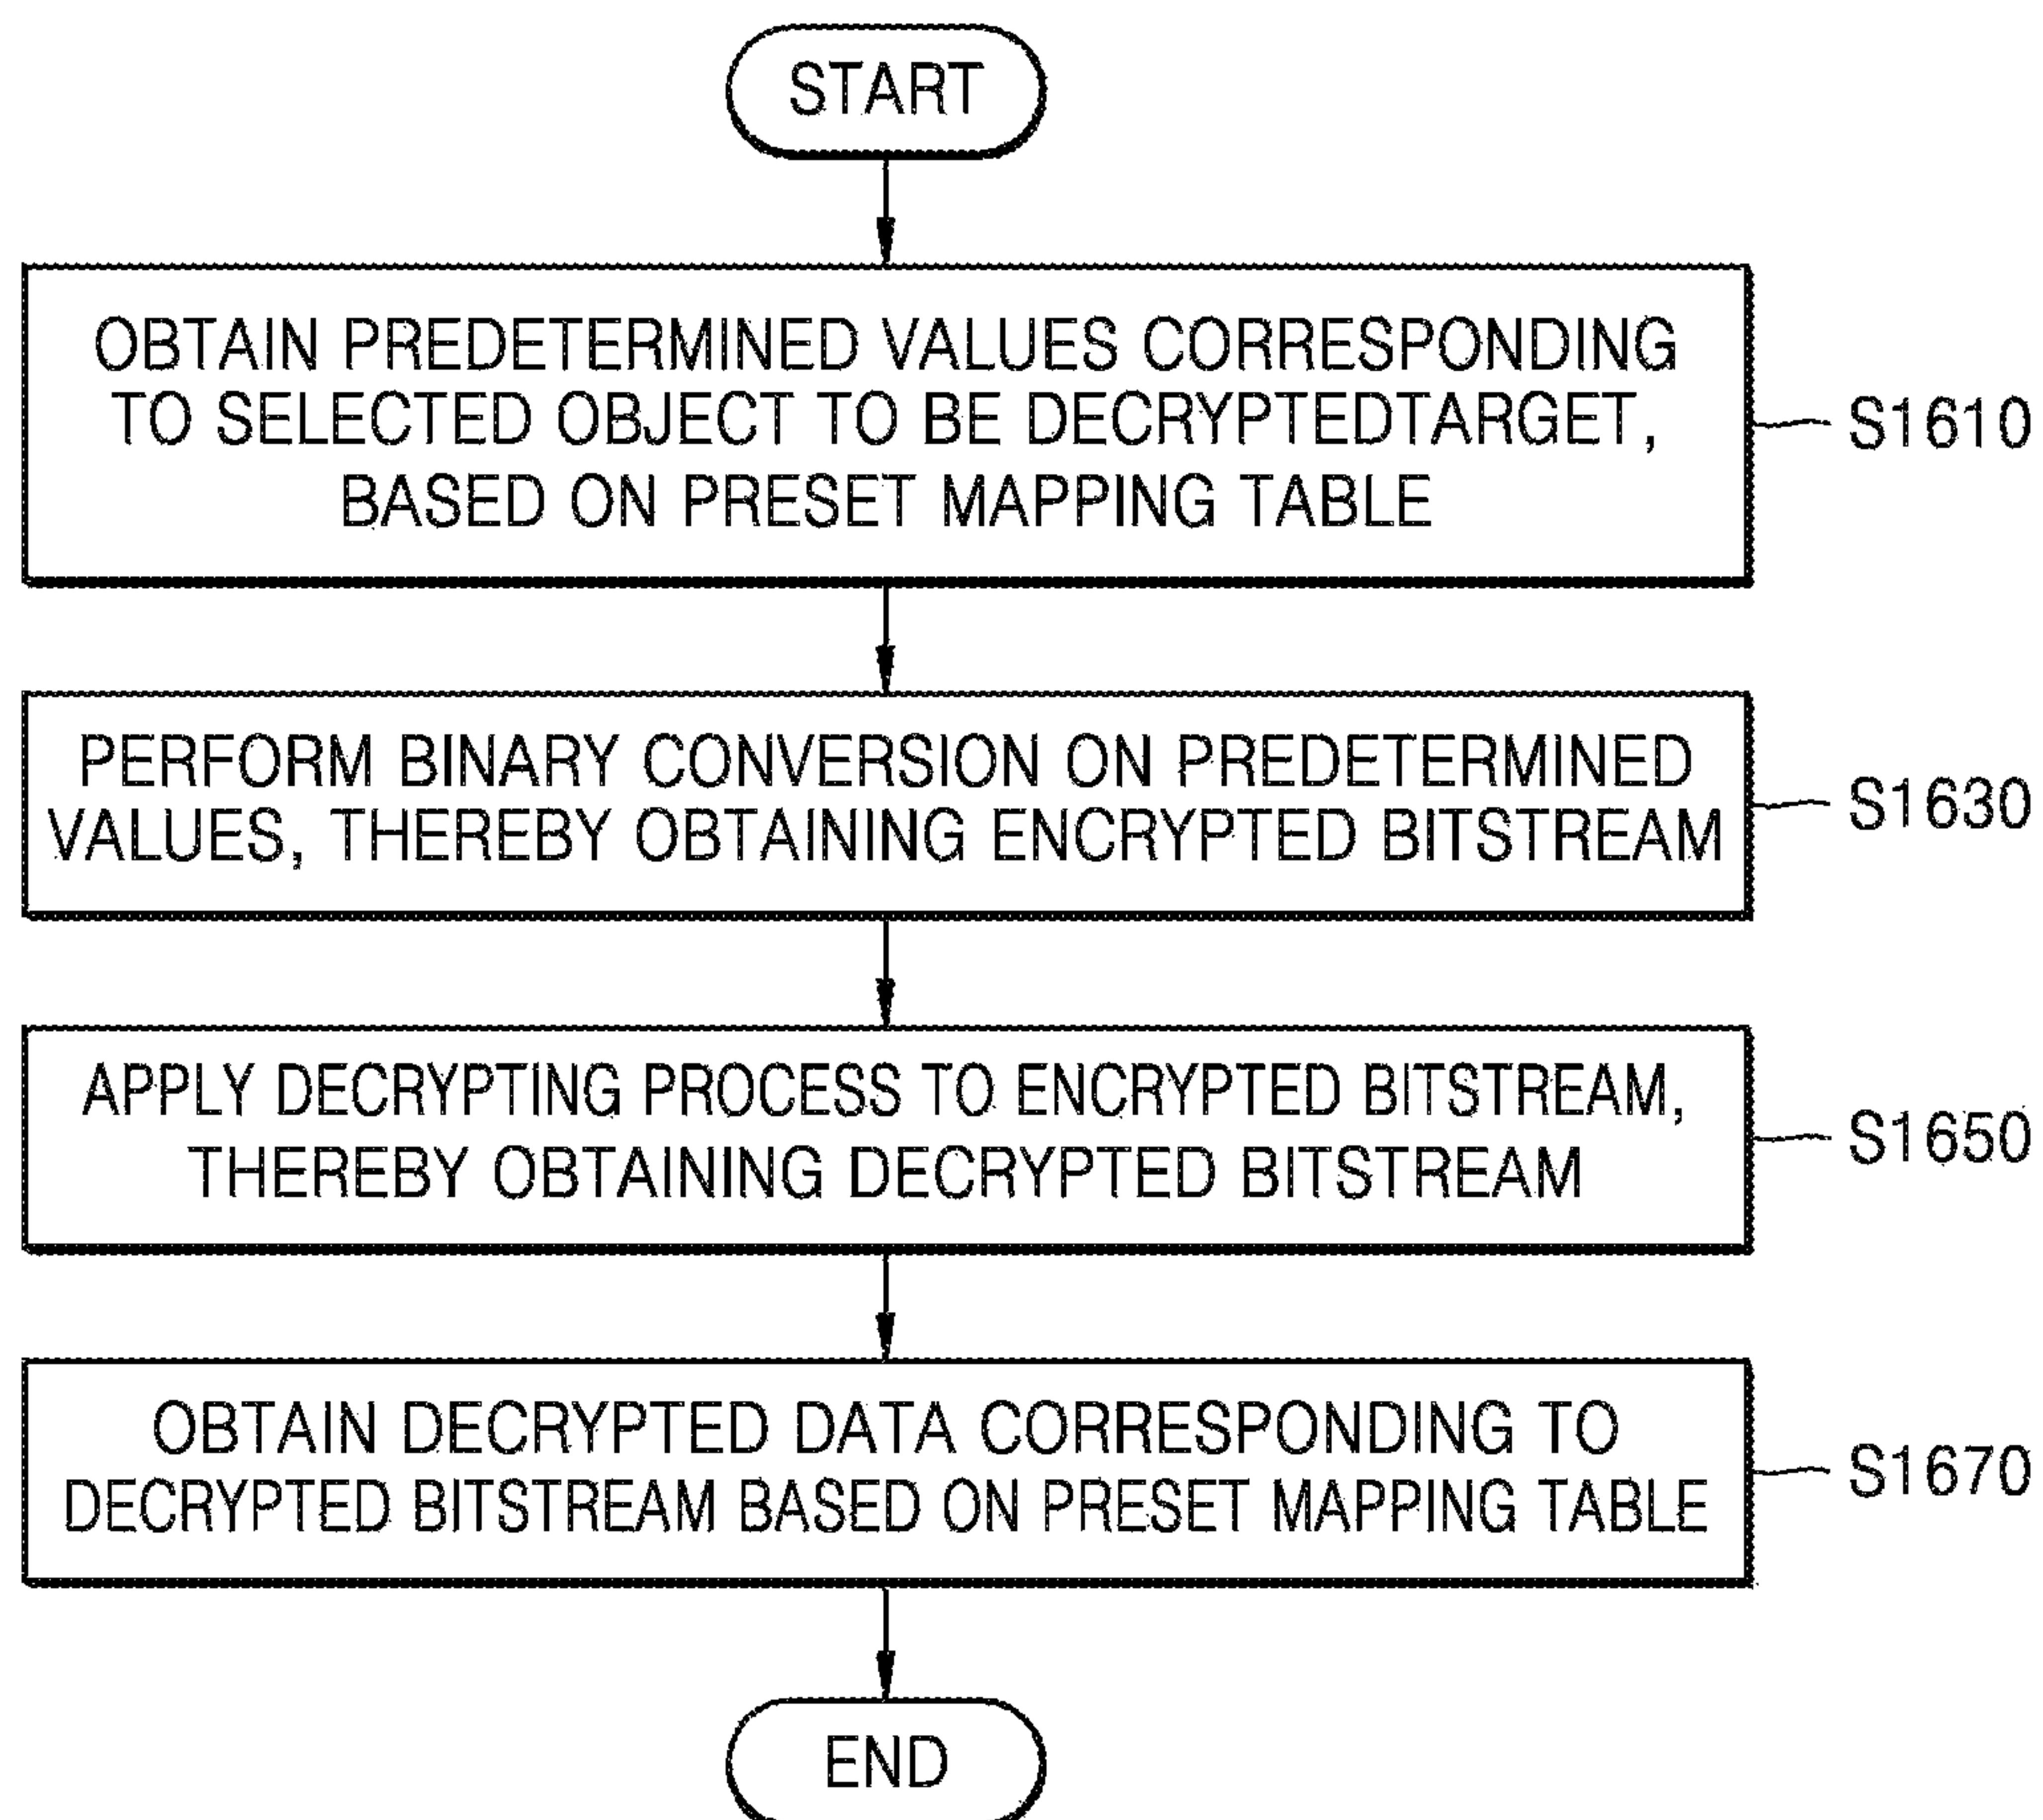 START
OBTAIN PREDETERMINED VALUES CORRESPONDING
TO SELECTED OBJECT TO BE DECRYPTEDTARGET,
BASED ON PRESET MAPPING TABLE
S1610
PERFORM BINARY CONVERSION ON PREDETERMINED
VALUES, THEREBY OBTAINING ENCRYPTED BITSTREAM
S1630
APPLY DECRYPTING PROCESS TO ENCRYPTED BITSTREAM,
THEREBY OBTAINING DECRYPTED BITSTREAM
S1650
OBTAIN DECRYPTED DATA CORRESPONDING TO
DECRYPTED BITSTREAM BASED ON PRESET MAPPING TABLE
S1670
END